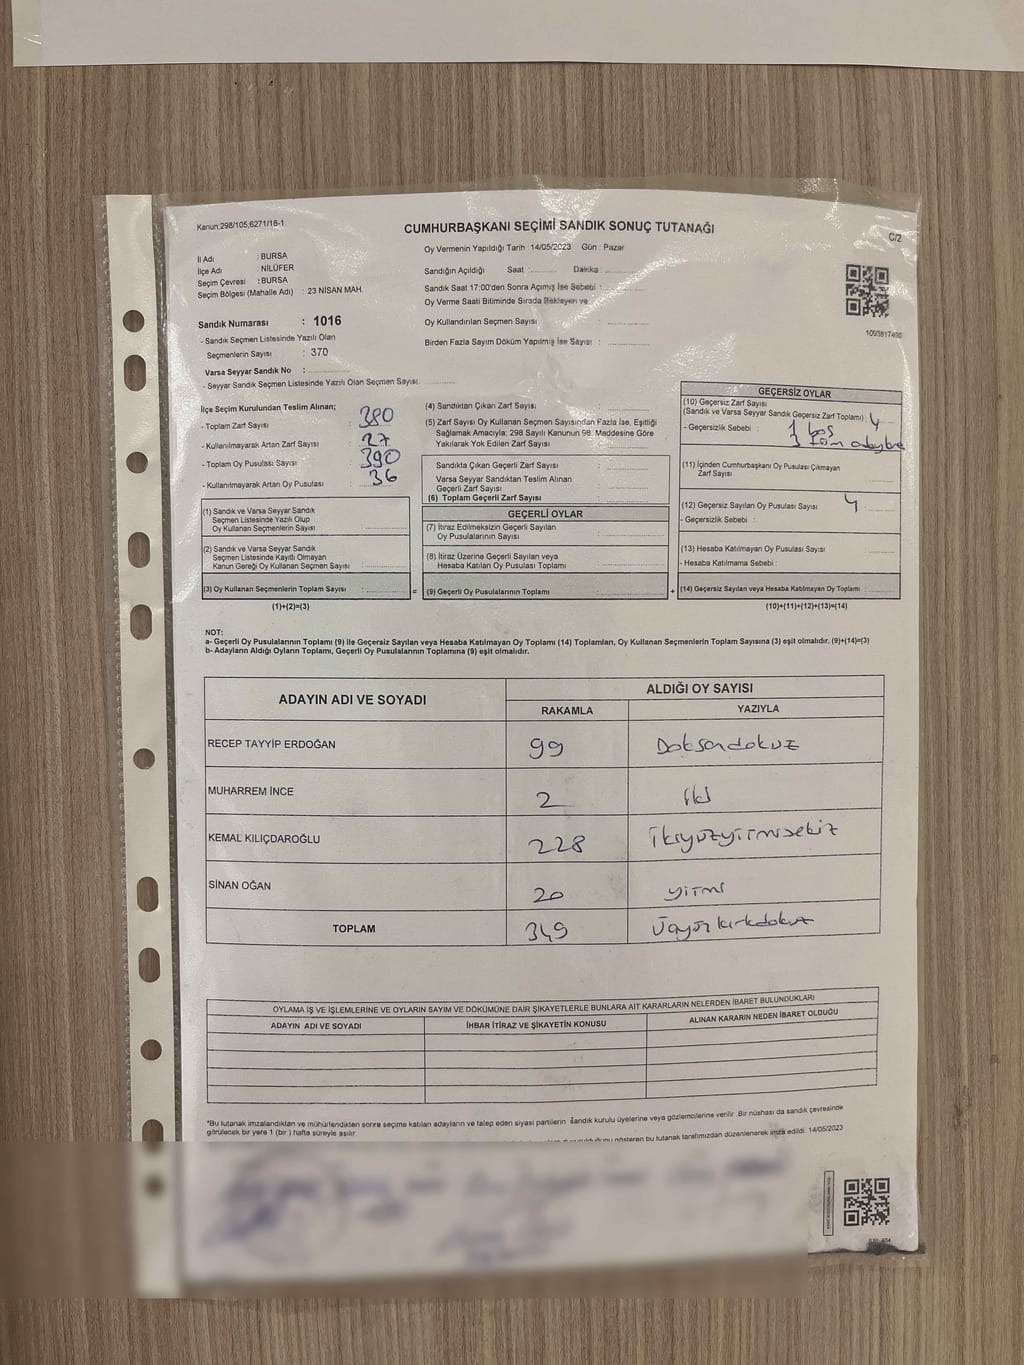 Kanun:298/105;6271/18-1
CUMHURBAŞKANI SEÇİMİ SANDIK SONUÇ TUTANAĞI
C/2
Oy Vermenin Yapıldığı Tarih : 14/05/2023 Gün : Pazar
İl Adı : BURSA
İlçe Adı : NİLÜFER
Seçim Çevresi : BURSA
Seçim Bölgesi (Mahalle Adı) : 23 NİSAN MAH.
Sandığın Açıldığı Saat : Dakika :
Sandık Saat 17:00'den Sonra Açımış İse Sebebi :
Oy Verme Saati Bitiminde Sırada Bekleyen ve
Oy Kullandırılan Seçmen Sayısı :
Birden Fazla Sayım Döküm Yapılmış İse Sayısı :
Sandık Numarası : 1016
- Sandık Seçmen Listesinde Yazılı Olan
Seçmenlerin Sayısı : 370
Varsa Seyyar Sandık No :
- Seyyar Sandık Seçmen Listesinde Yazılı Olan Seçmen Sayısı:
İlçe Seçim Kurulundan Teslim Alınan;
- Toplam Zarf Sayısı : 380
- Kullanılmayarak Artan Zarf Sayısı : 27
- Toplam Oy Pusulası Sayısı : 390
- Kullanılmayarak Artan Oy Pusulası : 36
(1) Sandık ve Varsa Seyyar Sandık
Seçmen Listesinde Yazılı Olup
Oy Kullanan Seçmenlerin Sayısı :
(2) Sandık ve Varsa Seyyar Sandık
Seçmen Listesinde Kayıtlı Olmayan
Kanun Gereği Oy Kullanan Seçmen Sayısı :
(3) Oy Kullanan Seçmenlerin Toplam Sayısı :
(1)+(2)=(3)
(4) Sandıktan Çıkan Zarf Sayısı :
(5) Zarf Sayısı Oy Kullanan Seçmen Sayısından Fazla İse, Eşitliği
Sağlamak Amacıyla, 298 Sayılı Kanunun 98. Maddesine Göre
Yakılarak Yok Edilen Zarf Sayısı :
Sandıkta Çıkan Geçerli Zarf Sayısı :
Varsa Seyyar Sandıktan Teslim Alınan
Geçerli Zarf Sayısı :
(6) Toplam Geçerli Zarf Sayısı :
GEÇERLİ OYLAR
(7) İtiraz Edilmeksizin Geçerli Sayılan
Oy Pusulalarının Sayısı :
(8) İtiraz Üzerine Geçerli Sayılan veya
Hesaba Katılan Oy Pusulası Toplamı :
= (9) Geçerli Oy Pusulalarının Toplamı :
GEÇERSİZ OYLAR
(10) Geçersiz Zarf Sayısı
(Sandık ve Varsa Seyyar Sandık Geçersiz Zarf Toplamı) : 4
- Geçersizlik Sebebi : 1 boş
3 tüm
(11) İçinden Cumhurbaşkanı Oy Pusulası Çıkmayan
Zarf Sayısı :
(12) Geçersiz Sayılan Oy Pusulası Sayısı : 4
- Geçersizlik Sebebi :
(13) Hesaba Katılmayan Oy Pusulası Sayısı :
- Hesaba Katılmama Sebebi :
+ (14) Geçersiz Sayılan veya Hesaba Katılmayan Oy Toplamı :
(10)+(11)+(12)+(13)=(14)
NOT:
a- Geçerli Oy Pusulalarının Toplamı (9) ile Geçersiz Sayılan veya Hesaba Katılmayan Oy Toplamı (14) Toplamları, Oy Kullanan Seçmenlerin Toplam Sayısına (3) eşit olmalıdır. (9)+(14)=(3)
b- Adayların Aldığı Oyların Toplamı, Geçerli Oy Pusulalarının Toplamına (9) eşit olmalıdır.
ADAYIN ADI VE SOYADI
ALDIĞI OY SAYISI
RAKAMLA YAZIYLA
RECEP TAYYİP ERDOĞAN 99 Doksandokuz
MUHARREM İNCE 2 iki
KEMAL KILIÇDAROĞLU 228 ikiyüzyirmisekiz
SİNAN OĞAN 20 yirmi
TOPLAM 349 üçyüzkırkdokuz
OYLAMA İŞ VE İŞLEMLERİNE VE OYLARIN SAYIM VE DÖKÜMÜNE DAİR ŞİKAYETLERLE BUNLARA AİT KARARLARIN NELERDEN İBARET BULUNDUKLARI
ADAYIN ADI VE SOYADI İHBAR İTİRAZ VE ŞİKAYETİN KONUSU ALINAN KARARIN NEDEN İBARET OLDUĞU
*Bu tutanak imzalandıktan ve mühürlendikten sonra seçime katılan adayların ve talep eden siyasi partilerin sandık kurulu üyelerine veya gözlemcilerine verilir. Bir nüshası da sandık çevresinde
görülecek bir yere 1 (bir) hafta süreyle asılır.
gösteren bu tutanak tarafımızdan düzenlenerek imza edildi. 14/05/2023